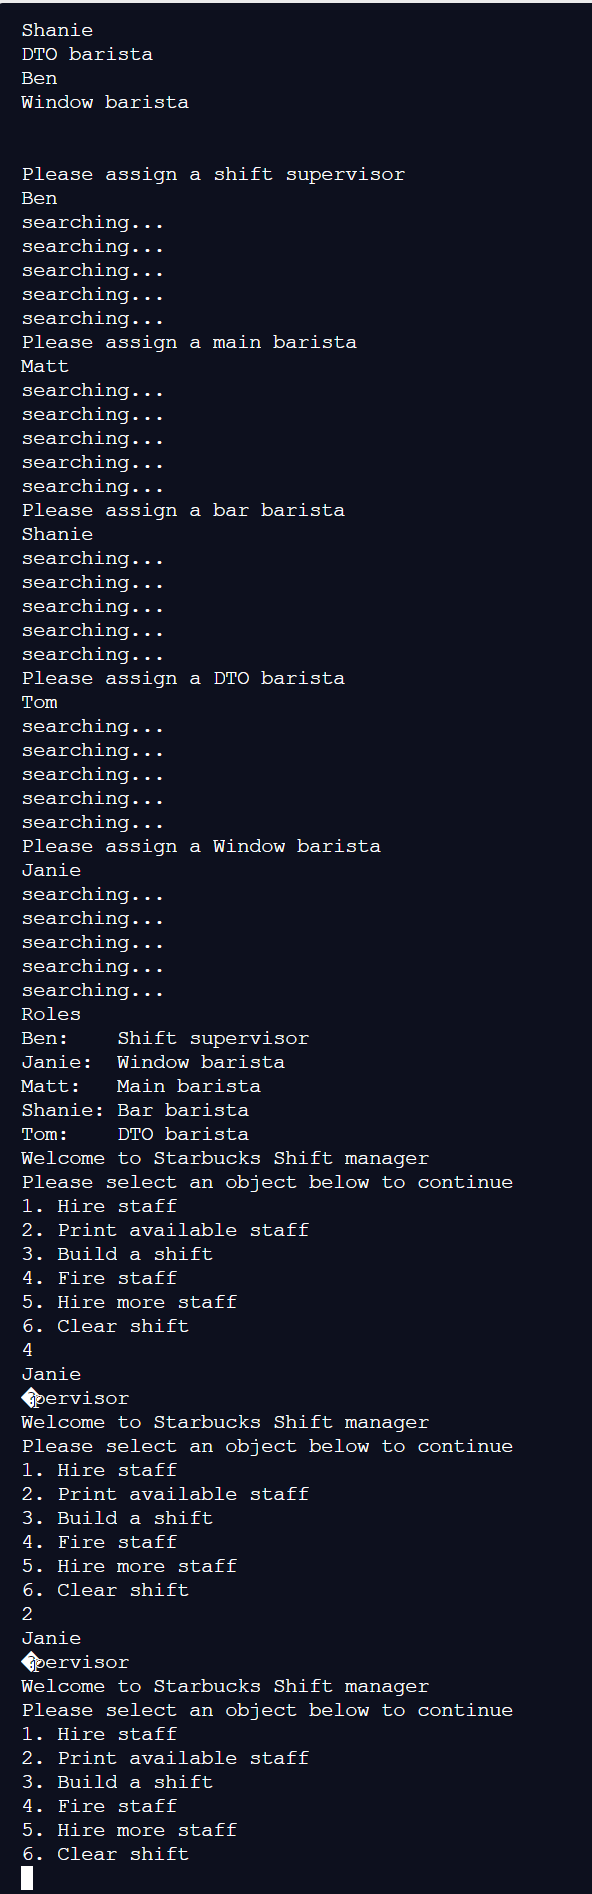 Shanie
DTO barista
Ben
Window barista
Please assign a shift supervisor
Ben
searching...
searching...
searching...
searching...
searching...
Please assign a main barista
Matt
searching...
searching...
searching...
searching...
searching...
Please assign a bar barista
Shanie
searching...
searching...
searching...
searching...
searching...
Please assign a DTO barista
Tom
searching...
searching...
searching...
searching...
searching...
Please assign a Window barista
Janie
searching...
searching...
searching...
searching...
searching...
Roles
Ben:    Shift supervisor
Janie:  Window barista
Matt:   Main barista
Shanie: Bar barista
Tom:    DTO barista
Welcome to Starbucks Shift manager
Please select an object below to continue
1. Hire staff
2. Print available staff
3. Build a shift
4. Fire staff
5. Hire more staff
6. Clear shift
4
Janie
�pervisor
Welcome to Starbucks Shift manager
Please select an object below to continue
1. Hire staff
2. Print available staff
3. Build a shift
4. Fire staff
5. Hire more staff
6. Clear shift
2
Janie
�pervisor
Welcome to Starbucks Shift manager
Please select an object below to continue
1. Hire staff
2. Print available staff
3. Build a shift
4. Fire staff
5. Hire more staff
6. Clear shift